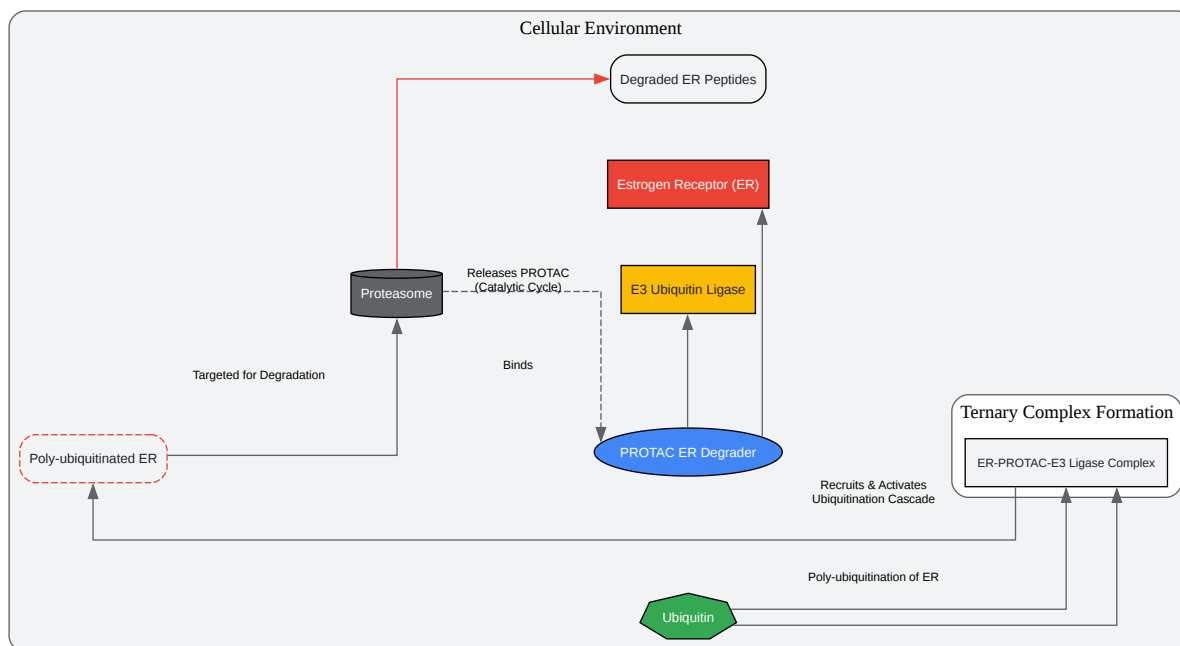 Cellular Environment
Degraded ER Peptides
Estrogen Receptor (ER)
Releases PROTAC
(Catalytic Cycle)
Proteasome
E3 Ubiquitin Ligase
Binds
Targeted for Degradation
Ternary Complex Formation
Poly-ubiquitinated ER
PROTAC ER Degrader
ER-PROTAC-E3 Ligase Complex
Recruits & Activates
Ubiquitination Cascade
Poly-ubiquitination of ER
Ubiquitin